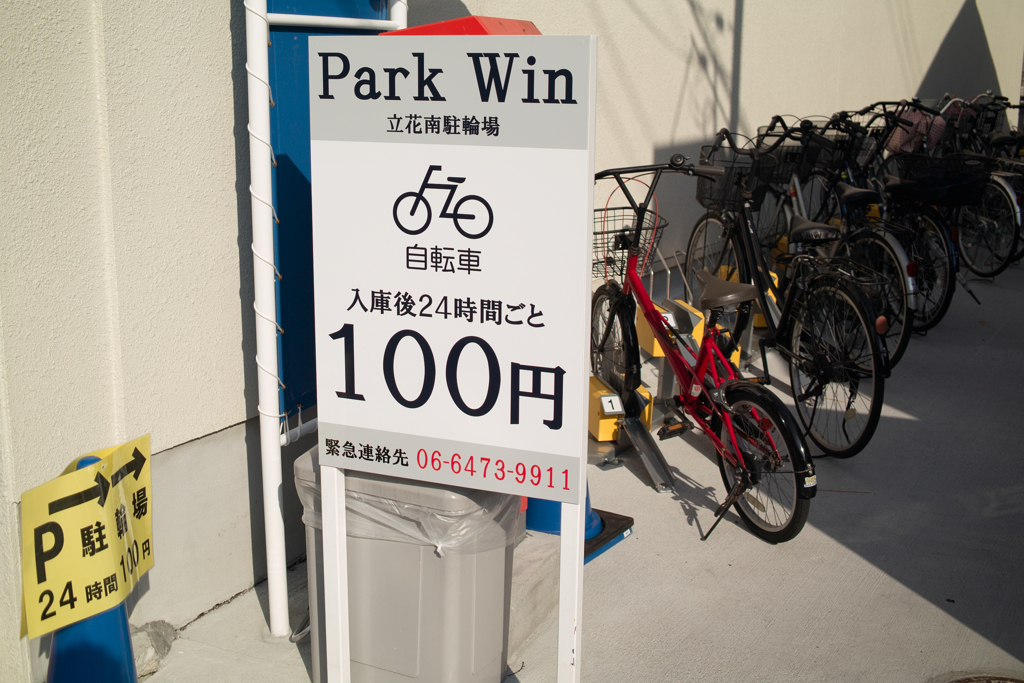 Park Win
立花南駐輪場
自転車
入庫後24時間ごと
100円
緊急連絡先 06-6473-9911
P 駐輪場
24時間100円
1